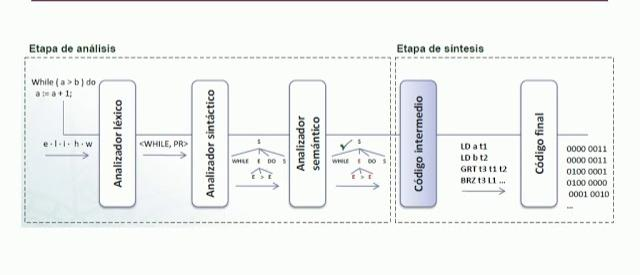 Etapa de análisis
Etapa de síntesis
While ( a > b ) do
a := a + 1;
e · l · i · h · w
Analizador léxico
<WHILE, PR>
Analizador sintáctico
S
WHILE E DO S
E > E
Analizador
semántico
S
WHILE E DO S
E > E
Código intermedio
LD a t1
LD b t2
GRT t3 t1 t2
BRZ t3 L1 ...
Código final
0000 0011
0000 0011
0100 0001
0100 0000
0001 0010
...